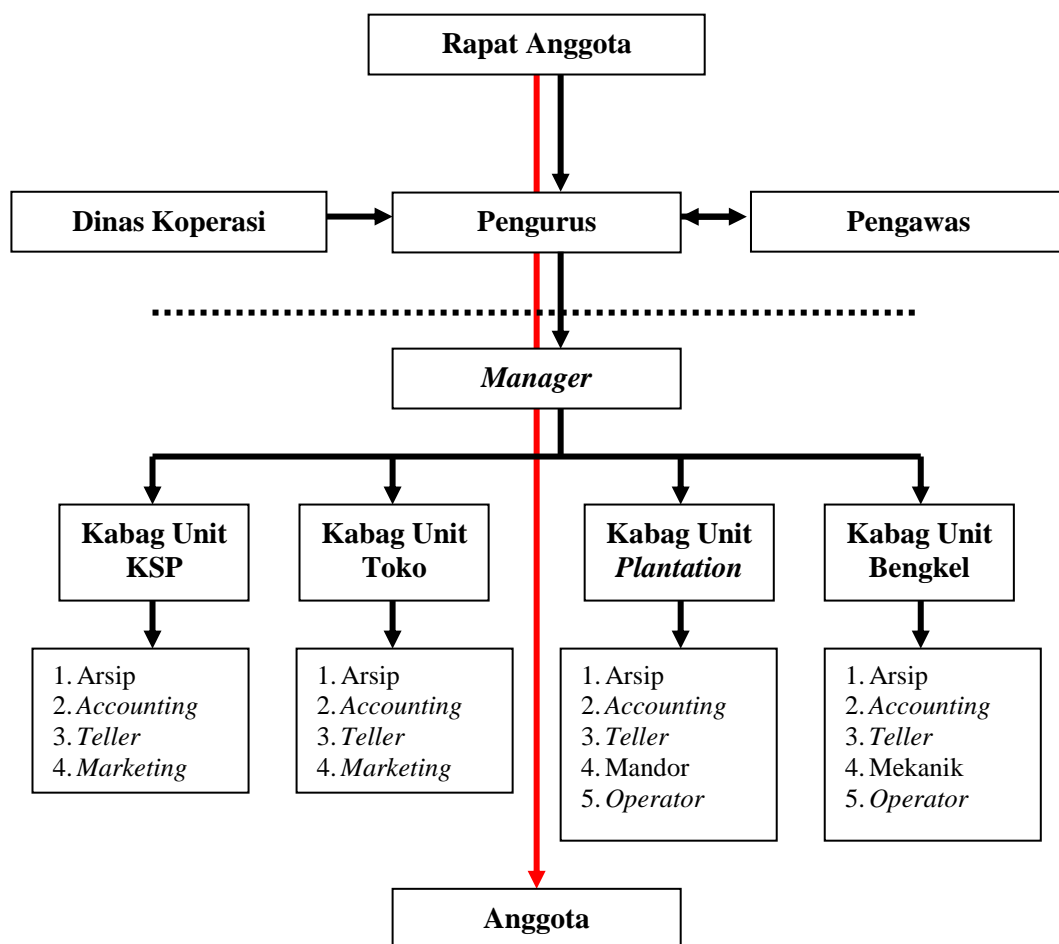 Rapat Anggota
Dinas Koperasi
Pengurus
Pengawas
Manager
Kabag Unit
KSP
Kabag Unit
Toko
Kabag Unit
Plantation
Kabag Unit
Bengkel
1. Arsip
2. Accounting
3. Teller
4. Marketing
1. Arsip
2. Accounting
3. Teller
4. Marketing
1. Arsip
2. Accounting
3. Teller
4. Mandor
5. Operator
1. Arsip
2. Accounting
3. Teller
4. Mekanik
5. Operator
Anggota